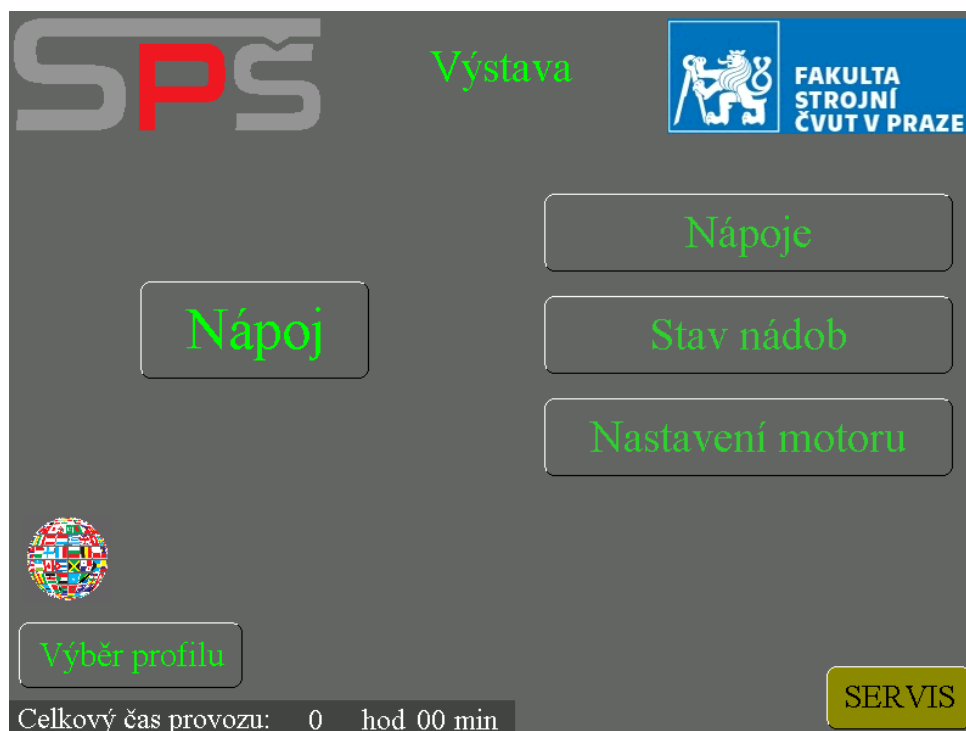 SPŠ
Výstava
FAKULTA
STROJNÍ
ČVUT V PRAZE
Nápoje
Nápoj
Stav nádob
Nastavení motoru
Výběr profilu
SERVIS
Celkový čas provozu: 0 hod 00 min